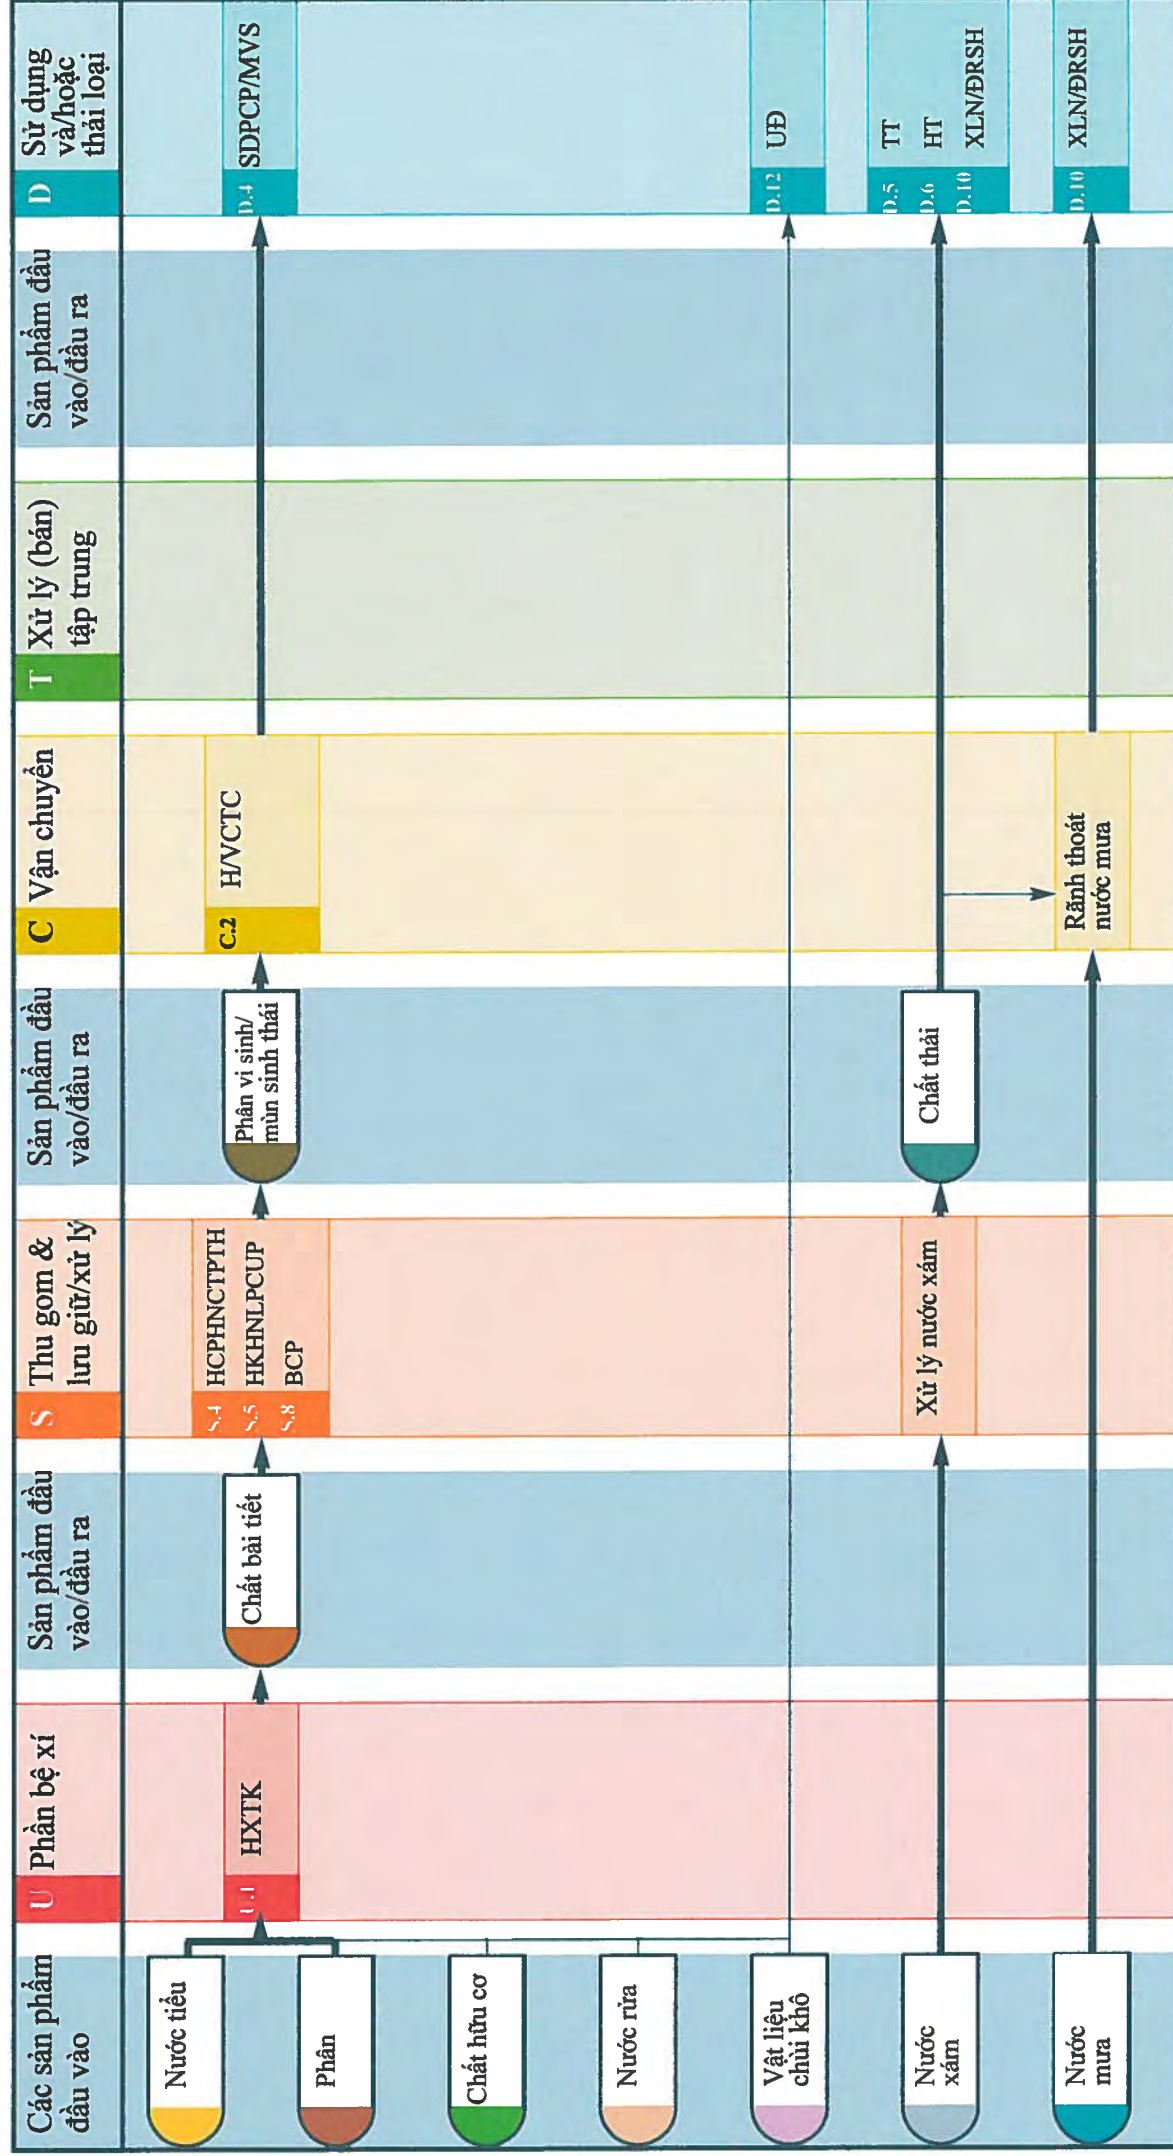 Các sản phẩm
đầu vào
U Phần bệ xí
Sản phẩm đầu
vào/đầu ra
S Thu gom &
lưu giữ/xử lý
Sản phẩm đầu
vào/đầu ra
C Vận chuyển
Sản phẩm đầu
vào/đầu ra
T Xử lý (bán)
tập trung
D Sử dụng
và/hoặc
thải loại
Nước tiểu
Phân
Chất hữu cơ
Nước rửa
Vật liệu
chùi khô
Nước
xám
Nước
mưa
U.1 HXTK
Chất bài tiết
S.4 HCPHNCTPTH
S.5 HKHNLPCUP
S.8 BCP
Phân vi sinh/
mùn sinh thái
C.2 H/VCTC
D.4 SDPCP/MVS
D.12 UĐ
Xử lý nước xám
Chất thải
D.5 TT
D.6 HT
D.10 XLN/ĐRSH
Rãnh thoát
nước mưa
D.10 XLN/ĐRSH